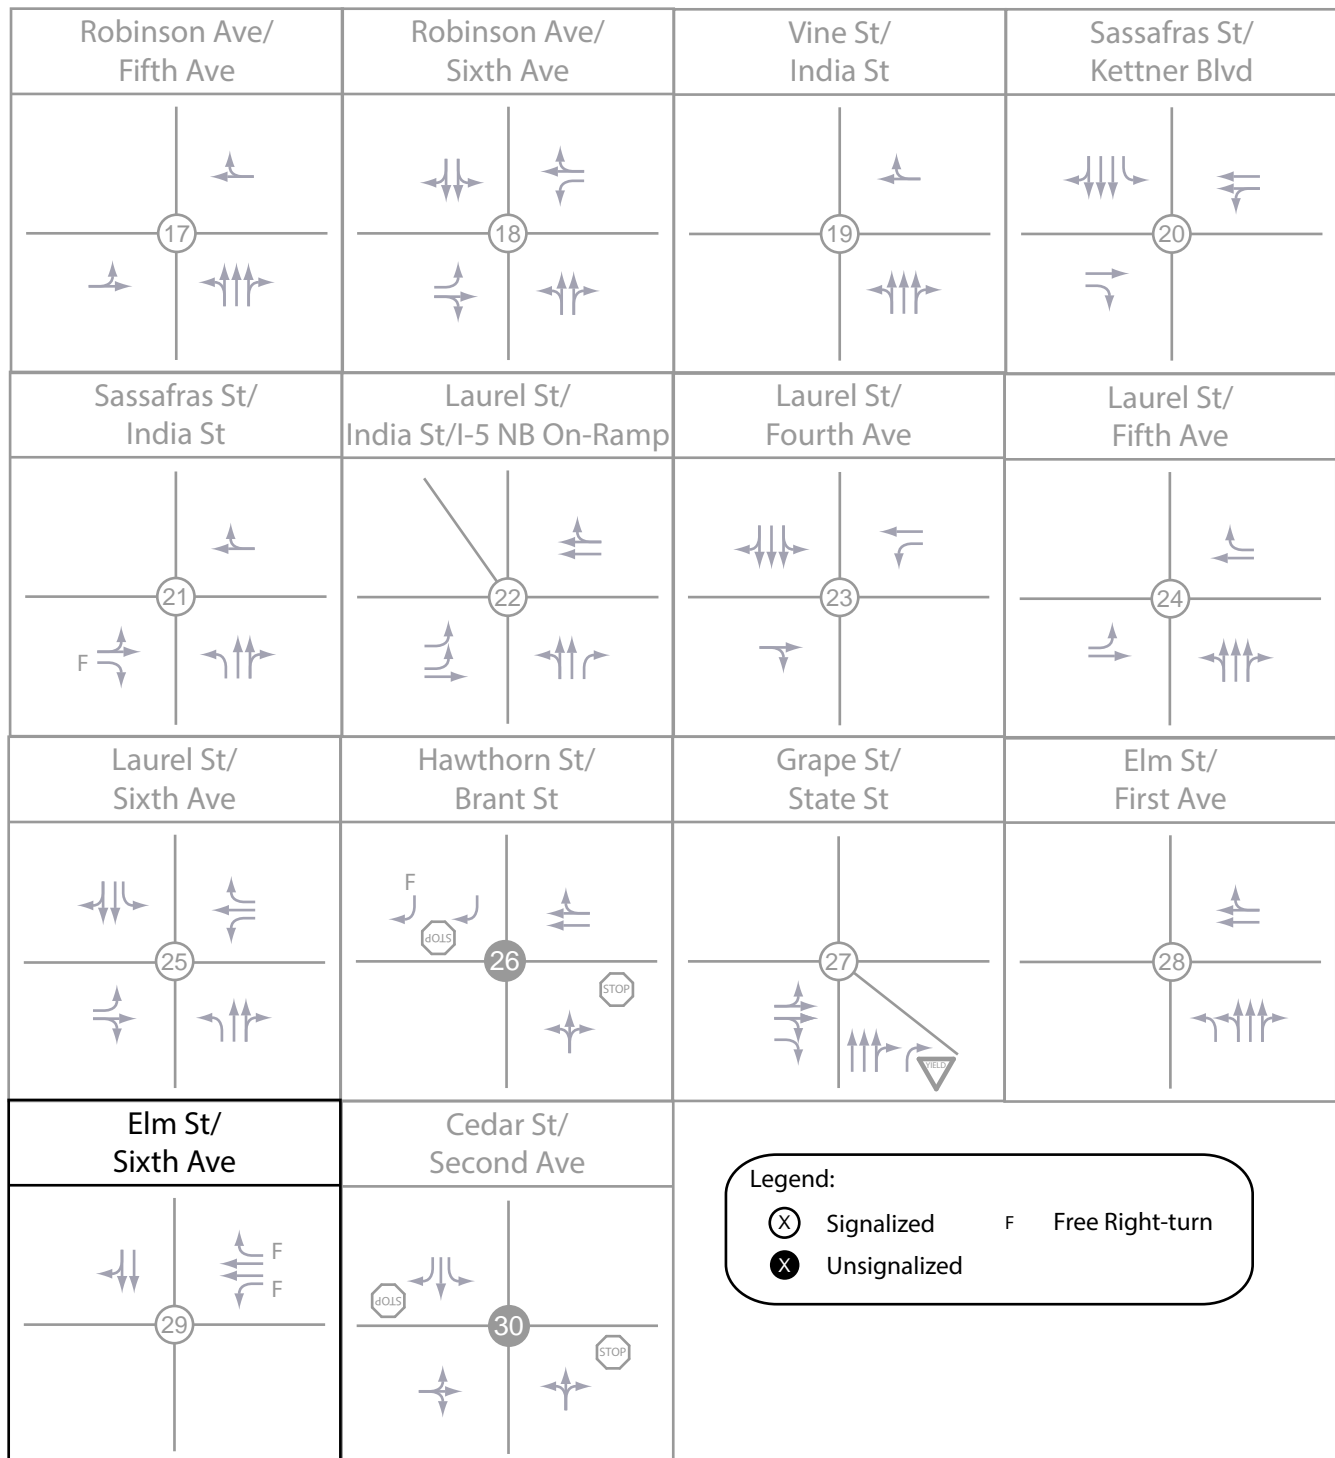 Robinson Ave/
Fifth Ave
Robinson Ave/
Sixth Ave
Vine St/
India St
Sassafras St/
Kettner Blvd
17
18
19
20
Sassafras St/
India St
Laurel St/
India St/I-5 NB On-Ramp
Laurel St/
Fourth Ave
Laurel St/
Fifth Ave
21
F
22
23
24
Laurel St/
Sixth Ave
Hawthorn St/
Brant St
Grape St/
State St
Elm St/
First Ave
25
F
STOP
26
STOP
27
YIELD
28
Elm St/
Sixth Ave
Cedar St/
Second Ave
F
F
29
STOP
30
STOP
Legend:
X Signalized
F Free Right-turn
X Unsignalized